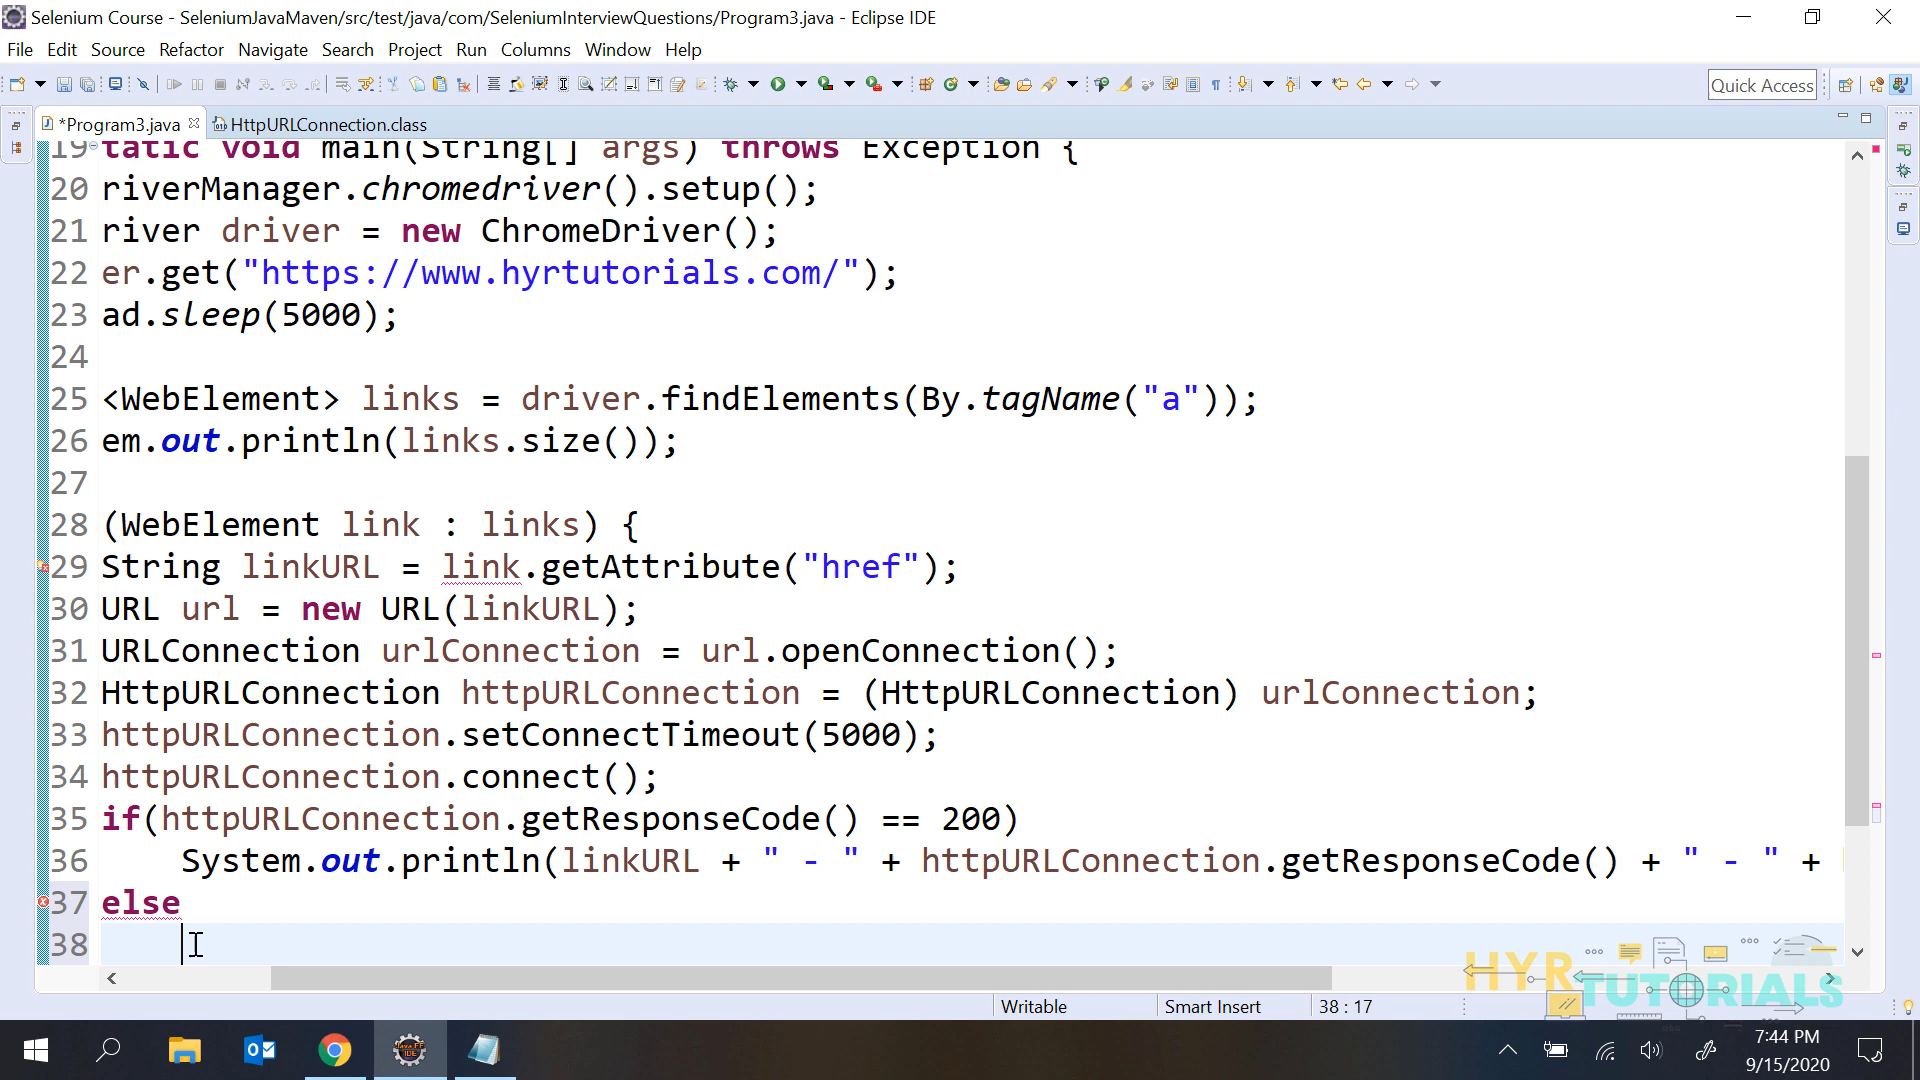 Selenium Course - SeleniumJavaMaven/src/test/java/com/SeleniumInterviewQuestions/Program3.java - Eclipse IDE
File Edit Source Refactor Navigate Search Project Run Columns Window Help
Quick Access
*Program3.java HttpURLConnection.class
19 tatic void main(String[] args) throws Exception {
20 riverManager.chromedriver().setup();
21 river driver = new ChromeDriver();
22 er.get("https://www.hyrtutorials.com/");
23 ad.sleep(5000);
24
25 <WebElement> links = driver.findElements(By.tagName("a"));
26 em.out.println(links.size());
27
28 (WebElement link : links) {
29 String linkURL = link.getAttribute("href");
30 URL url = new URL(linkURL);
31 URLConnection urlConnection = url.openConnection();
32 HttpURLConnection httpURLConnection = (HttpURLConnection) urlConnection;
33 httpURLConnection.setConnectTimeout(5000);
34 httpURLConnection.connect();
35 if(httpURLConnection.getResponseCode() == 200)
36 System.out.println(linkURL + " - " + httpURLConnection.getResponseCode() + " - " +
37 else
38
HYR TUTORIALS
Writable Smart Insert 38 : 17
7:44 PM
9/15/2020